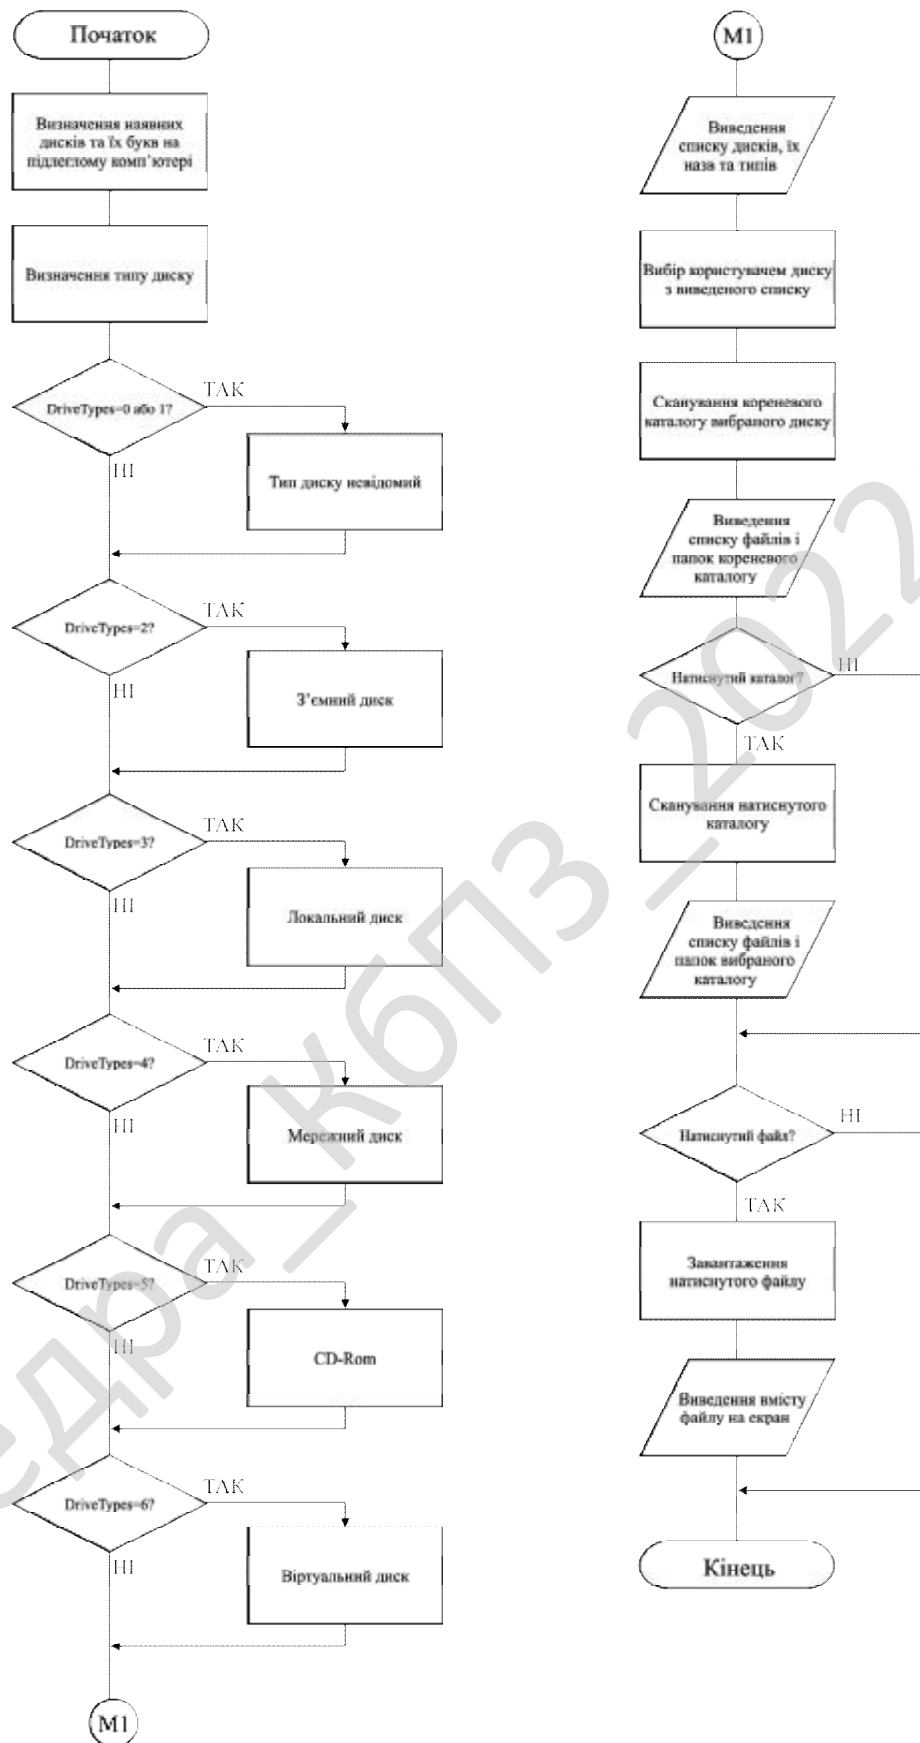 Початок
Визначення наявних
дисків та їх букв на
підлеглому комп’ютері
Визначення типу диску
DriveTypes=0 або 1?
ТАК
НІ
Тип диску невідомий
DriveTypes=2?
ТАК
НІ
З’ємний диск
DriveTypes=3?
ТАК
НІ
Локальний диск
DriveTypes=4?
ТАК
НІ
Мережний диск
DriveTypes=5?
ТАК
НІ
CD-Rom
DriveTypes=6?
ТАК
НІ
Віртуальний диск
М1
М1
Виведення
списку дисків, їх
назв та типів
Вибір користувачем диску
з виведеного списку
Сканування кореневого
каталогу вибраного диску
Виведення
списку файлів і
папок кореневого
каталогу
Натиснутий каталог?
НІ
ТАК
Сканування натиснутого
каталогу
Виведення
списку файлів і
папок вибраного
каталогу
Натиснутий файл?
НІ
ТАК
Завантаження
натиснутого файлу
Виведення вмісту
файлу на екран
Кінець
едра_КбПЗ_2022